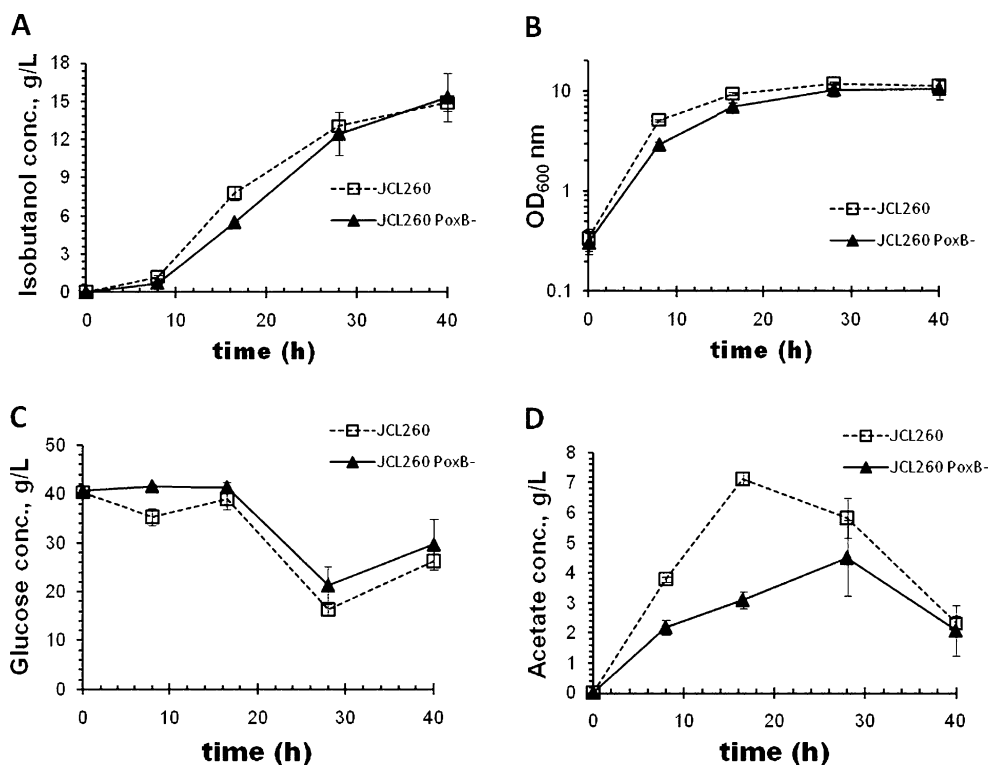 A
Isobutanol conc., g/L
18
15
12
9
6
3
0
0 10 20 30 40
time (h)
JCL260
JCL260 PoxB-
B
OD600 nm
10
1
0.1
0 10 20 30 40
time (h)
JCL260
JCL260 PoxB-
C
Glucose conc., g/L
50
40
30
20
10
0
0 10 20 30 40
time (h)
JCL260
JCL260 PoxB-
D
Acetate conc., g/L
8
7
6
5
4
3
2
1
0
0 10 20 30 40
time (h)
JCL260
JCL260 PoxB-